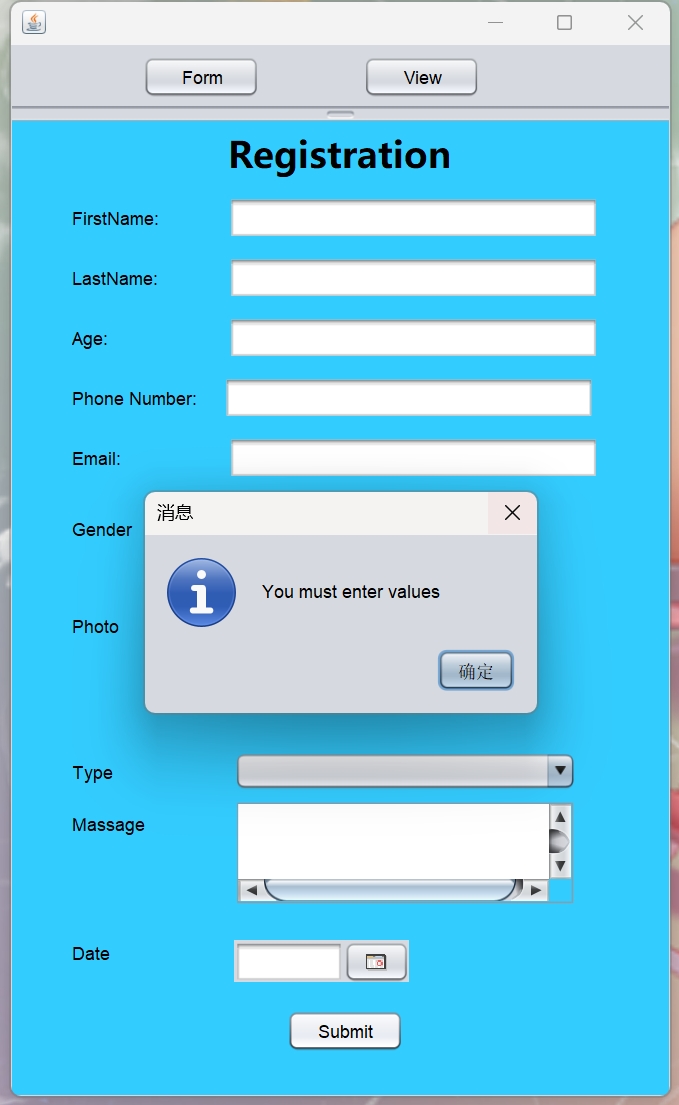 Form
View
Registration
FirstName:
LastName:
Age:
Phone Number:
Email:
Gender
消息
You must enter values
确定
Photo
Type
Massage
Date
Submit